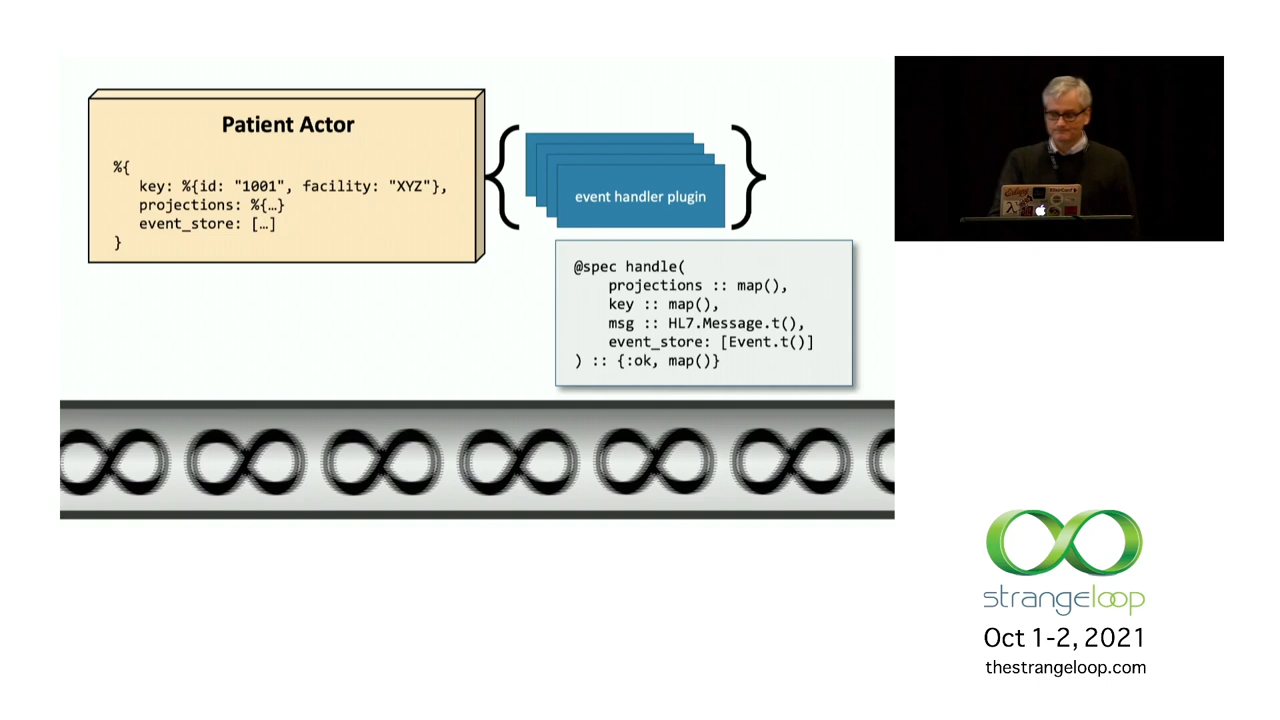 Patient Actor
%{
key: %{id: "1001", facility: "XYZ"},
projections: %{…}
event_store: […]
}
event handler plugin
@spec handle(
projections :: map(),
key :: map(),
msg :: HL7.Message.t(),
event_store: [Event.t()]
) :: {:ok, map()}
strangeloop
Oct 1-2, 2021
thestrangeloop.com